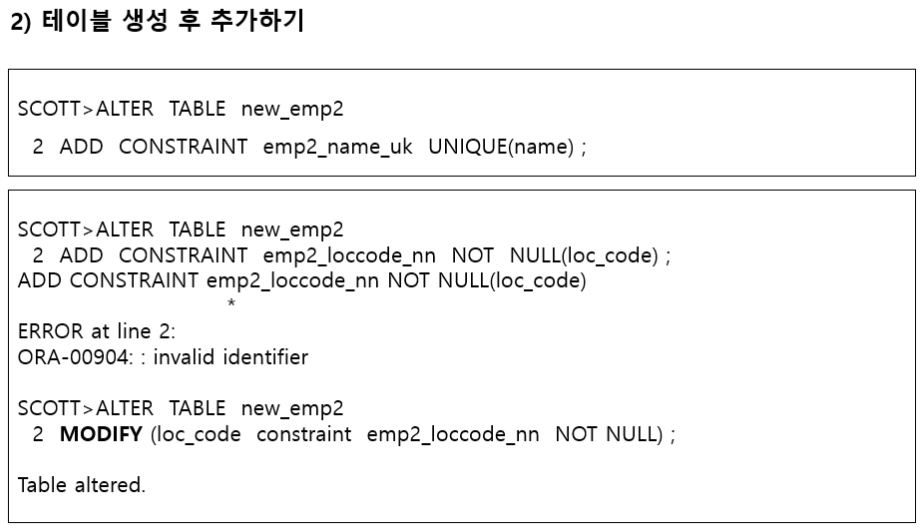 2) 테이블 생성 후 추가하기
SCOTT>ALTER TABLE new_emp2
2 ADD CONSTRAINT emp2_name_uk UNIQUE(name) ;
SCOTT>ALTER TABLE new_emp2
2 ADD CONSTRAINT emp2_loccode_nn NOT NULL(loc_code) ;
ADD CONSTRAINT emp2_loccode_nn NOT NULL(loc_code)
*
ERROR at line 2:
ORA-00904: : invalid identifier
SCOTT>ALTER TABLE new_emp2
2 MODIFY (loc_code constraint emp2_loccode_nn NOT NULL) ;
Table altered.